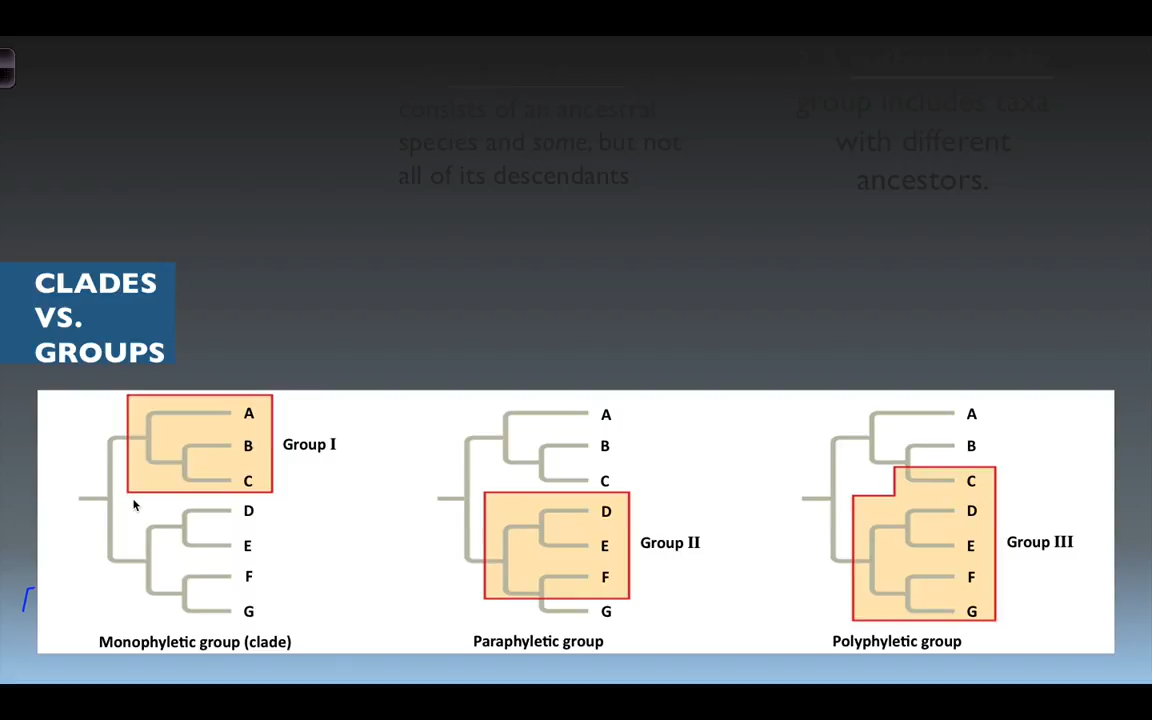 consists of an ancestral
species and some, but not
all of its descendants
group includes taxa
with different
ancestors.
CLADES
VS.
GROUPS
A
B
C
D
E
F
G
Group I
Monophyletic group (clade)
A
B
C
D
E
F
G
Group II
Paraphyletic group
A
B
C
D
E
F
G
Group III
Polyphyletic group